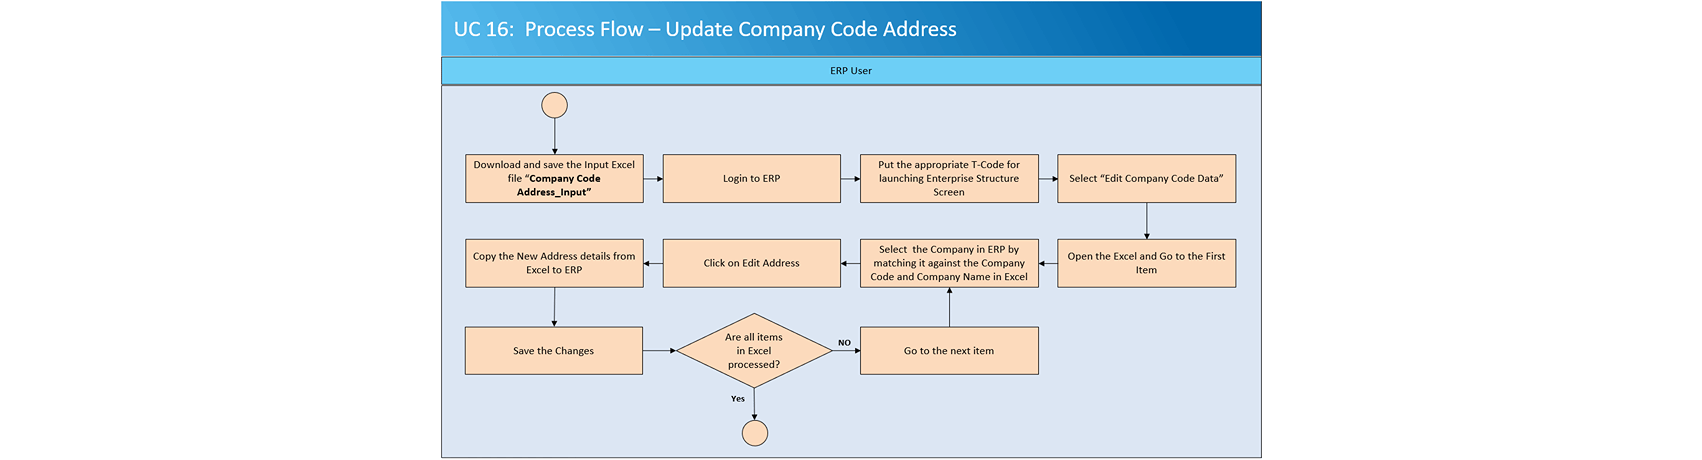 UC 16:  Process Flow – Update Company Code Address
ERP User
Download and save the Input Excel
file “Company Code
Address_Input”
Login to ERP
Put the appropriate T-Code for
launching Enterprise Structure
Screen
Select “Edit Company Code Data”
Open the Excel and Go to the First
Item
Select  the Company in ERP by
matching it against the Company
Code and Company Name in Excel
Click on Edit Address
Copy the New Address details from
Excel to ERP
Save the Changes
Are all items
in Excel
processed?
NO
Go to the next item
Yes